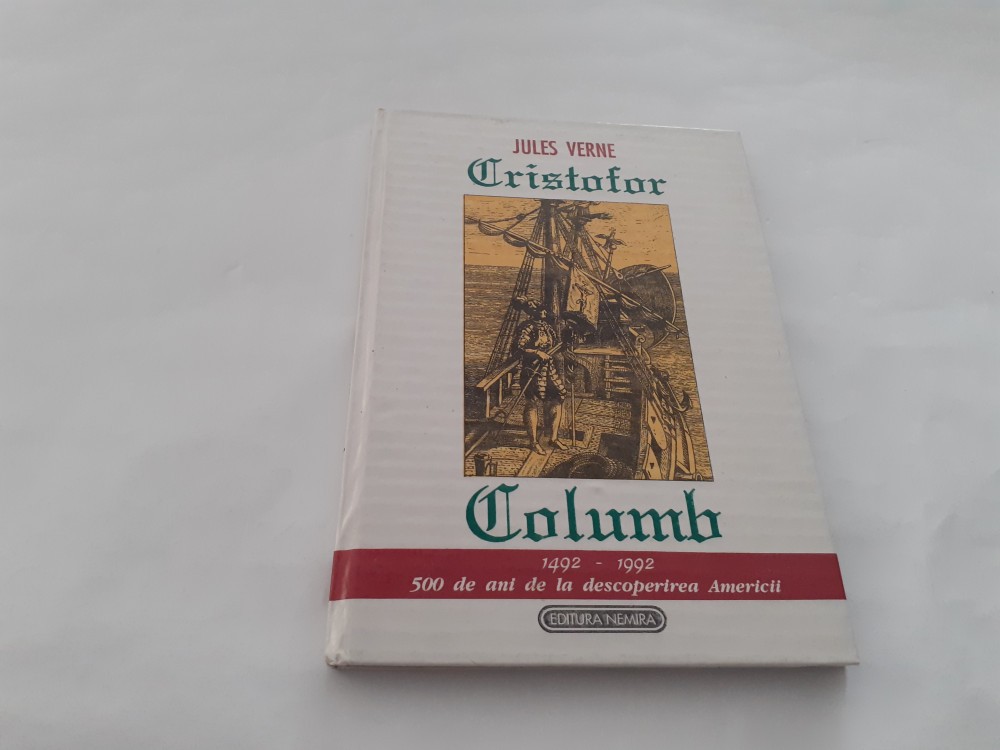 JULES VERNE
Cristofor
Columb
1492 - 1992
500 de ani de la descoperirea Americii
EDITURA NEMIRA